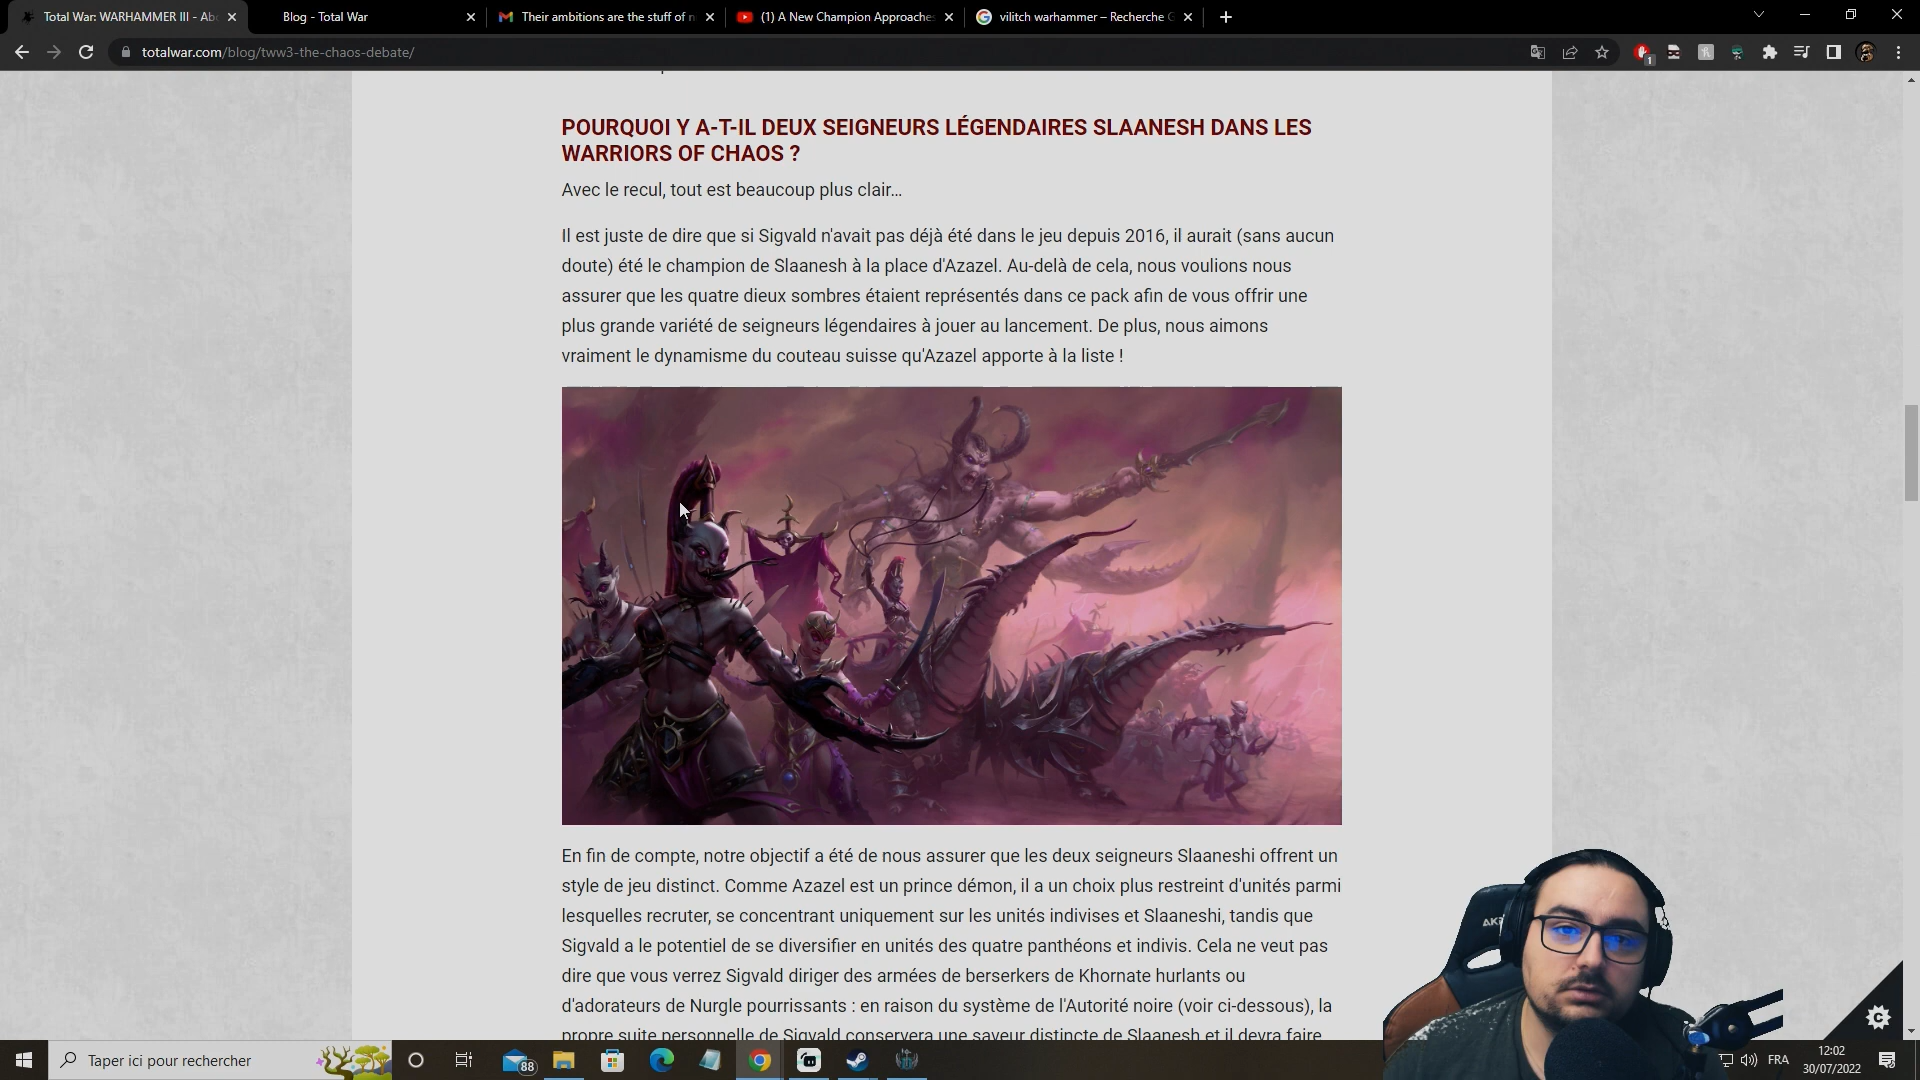 Total War: WARHAMMER III - Abo
Blog - Total War
Their ambitions are the stuff of n
(1) A New Champion Approache
vilitch warhammer – Recherche G
totalwar.com/blog/tww3-the-chaos-debate/
1
POURQUOI Y A-T-IL DEUX SEIGNEURS LÉGENDAIRES SLAANESH DANS LES
WARRIORS OF CHAOS ?
Avec le recul, tout est beaucoup plus clair…
Il est juste de dire que si Sigvald n'avait pas déjà été dans le jeu depuis 2016, il aurait (sans aucun
doute) été le champion de Slaanesh à la place d'Azazel. Au-delà de cela, nous voulions nous
assurer que les quatre dieux sombres étaient représentés dans ce pack afin de vous offrir une
plus grande variété de seigneurs légendaires à jouer au lancement. De plus, nous aimons
vraiment le dynamisme du couteau suisse qu'Azazel apporte à la liste !
En fin de compte, notre objectif a été de nous assurer que les deux seigneurs Slaaneshi offrent un
style de jeu distinct. Comme Azazel est un prince démon, il a un choix plus restreint d'unités parmi
lesquelles recruter, se concentrant uniquement sur les unités indivises et Slaaneshi, tandis que
Sigvald a le potentiel de se diversifier en unités des quatre panthéons et indivis. Cela ne veut pas
dire que vous verrez Sigvald diriger des armées de berserkers de Khornate hurlants ou
d'adorateurs de Nurgle pourrissants : en raison du système de l'Autorité noire (voir ci-dessous), la
propre suite personnelle de Sigvald conservera une saveur distincte de Slaanesh et il devra faire
Taper ici pour rechercher
88
FRA
12:02
30/07/2022